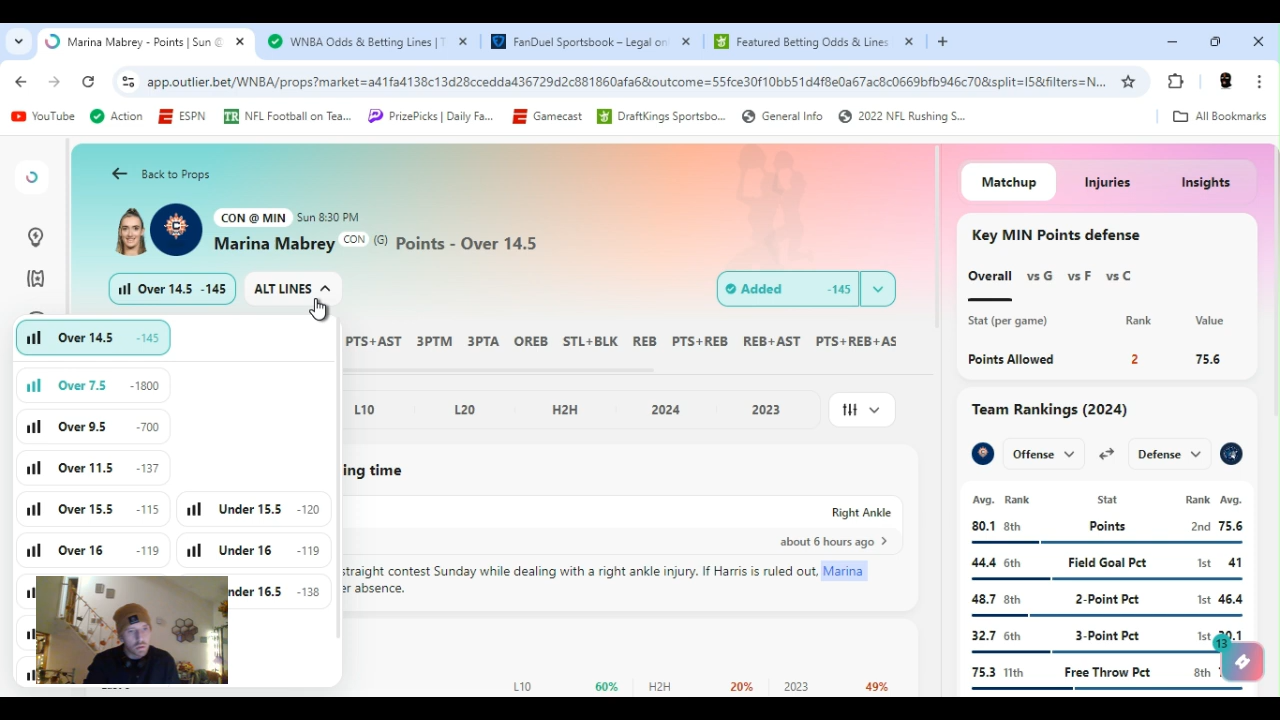 Marina Mabrey - Points | Sun @
WNBA Odds & Betting Lines | T
FanDuel Sportsbook – Legal on
Featured Betting Odds & Lines
app.outlier.bet/WNBA/props?market=a41fa4138c13d28ccedda436729d2c881860afa6&outcome=55fce30f10bb51d4f8e0a67ac8c0669bfb946c70&split=l5&filters=N...
YouTube
Action
ESPN
NFL Football on Tea...
PrizePicks | Daily Fa...
Gamecast
DraftKings Sportsbo...
General Info
2022 NFL Rushing S...
All Bookmarks
Back to Props
CON @ MIN Sun 8:30 PM
Marina Mabrey CON (G) Points - Over 14.5
Over 14.5 -145
ALT LINES
Added -145
Over 14.5 -145
Over 7.5 -1800
Over 9.5 -700
Over 11.5 -137
Over 15.5 -115 Under 15.5 -120
Over 16 -119 Under 16 -119
nder 16.5 -138
PTS+AST 3PTM 3PTA OREB STL+BLK REB PTS+REB REB+AST PTS+REB+AS
L10 L20 H2H 2024 2023
ing time
Right Ankle
about 6 hours ago
straight contest Sunday while dealing with a right ankle injury. If Harris is ruled out, Marina
er absence.
L10 60% H2H 20% 2023 49%
Matchup Injuries Insights
Key MIN Points defense
Overall vs G vs F vs C
Stat (per game) Rank Value
Points Allowed 2 75.6
Team Rankings (2024)
Offense Defense
Avg. Rank Stat Rank Avg.
80.1 8th Points 2nd 75.6
44.4 6th Field Goal Pct 1st 41
48.7 8th 2-Point Pct 1st 46.4
32.7 6th 3-Point Pct 1st
13
75.3 11th Free Throw Pct 8th